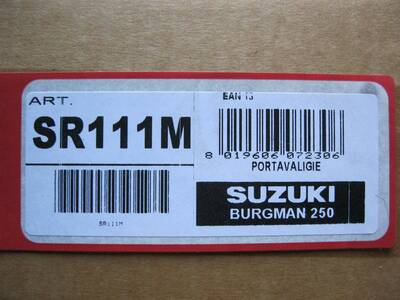 ART.
SR111M
SR111M
EAN 13
8 019606 072306
PORTAVALIGIE
SUZUKI
BURGMAN 250